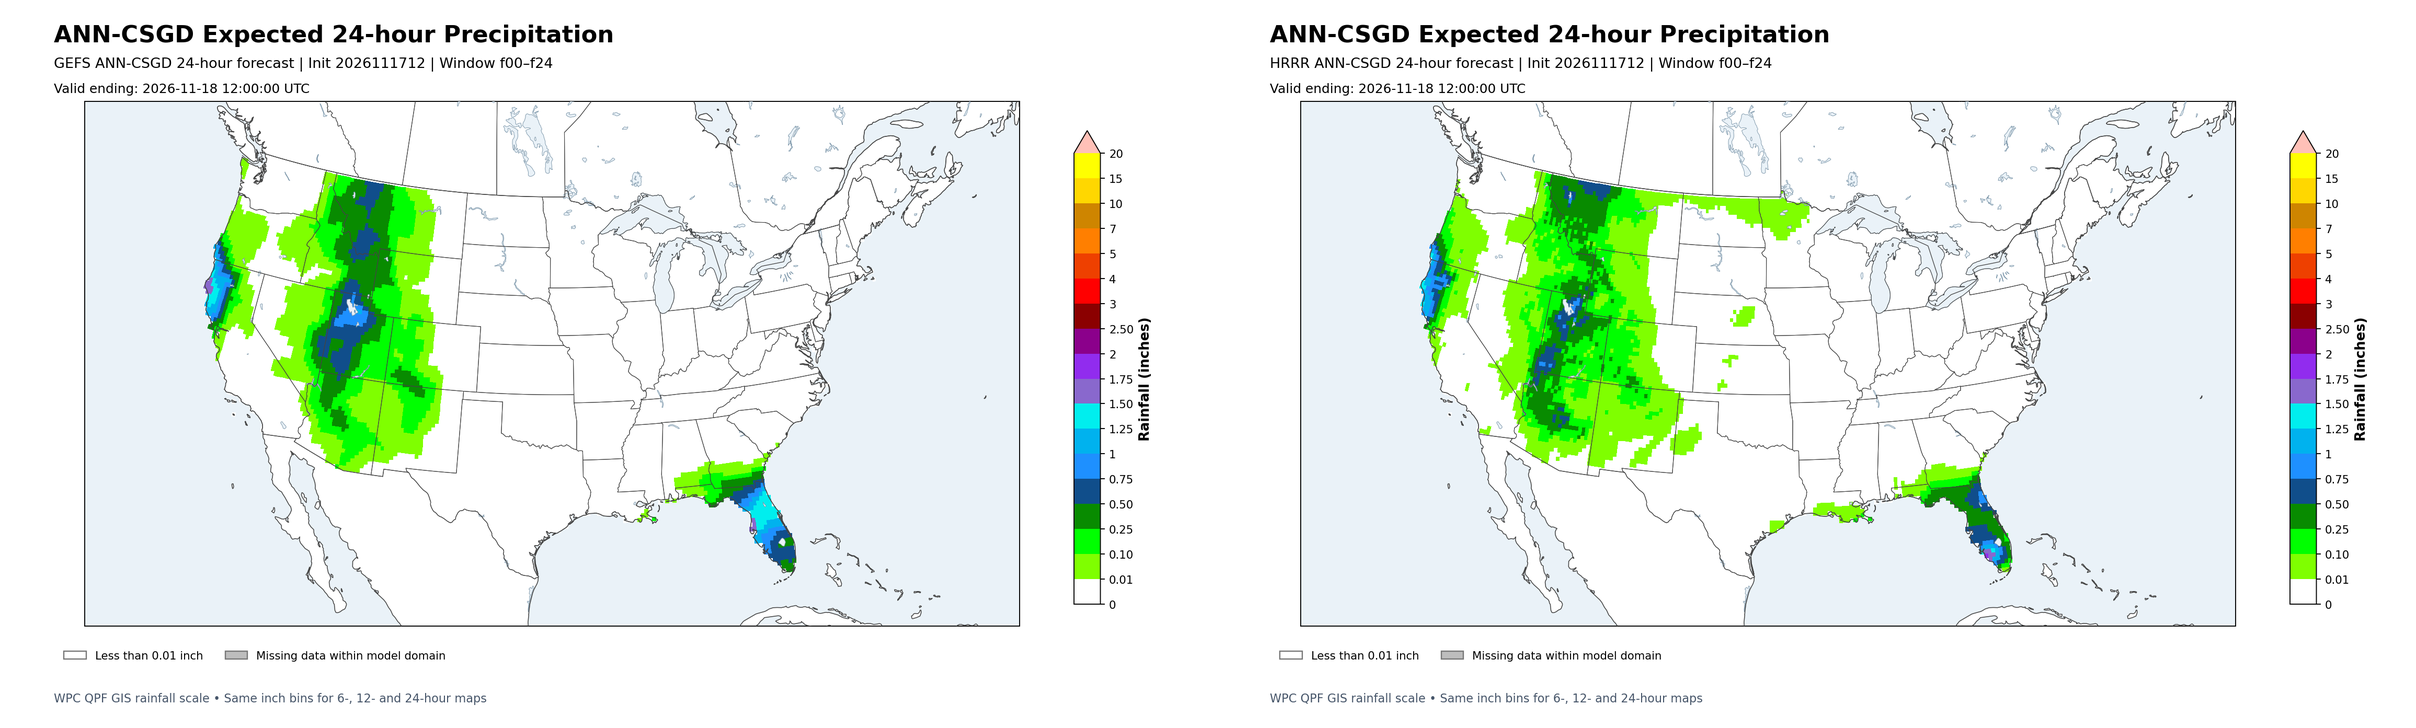 ANN-CSGD Expected 24-hour Precipitation
GEFS ANN-CSGD 24-hour forecast | Init 2026111712 | Window f00–f24
Valid ending: 2026-11-18 12:00:00 UTC
20
15
10
7
5
4
3
2.50
2
1.75
1.50
1.25
1
0.75
0.50
0.25
0.10
0.01
0
Rainfall (inches)
Less than 0.01 inch
Missing data within model domain
WPC QPF GIS rainfall scale • Same inch bins for 6-, 12- and 24-hour maps
ANN-CSGD Expected 24-hour Precipitation
HRRR ANN-CSGD 24-hour forecast | Init 2026111712 | Window f00–f24
Valid ending: 2026-11-18 12:00:00 UTC
20
15
10
7
5
4
3
2.50
2
1.75
1.50
1.25
1
0.75
0.50
0.25
0.10
0.01
0
Rainfall (inches)
Less than 0.01 inch
Missing data within model domain
WPC QPF GIS rainfall scale • Same inch bins for 6-, 12- and 24-hour maps